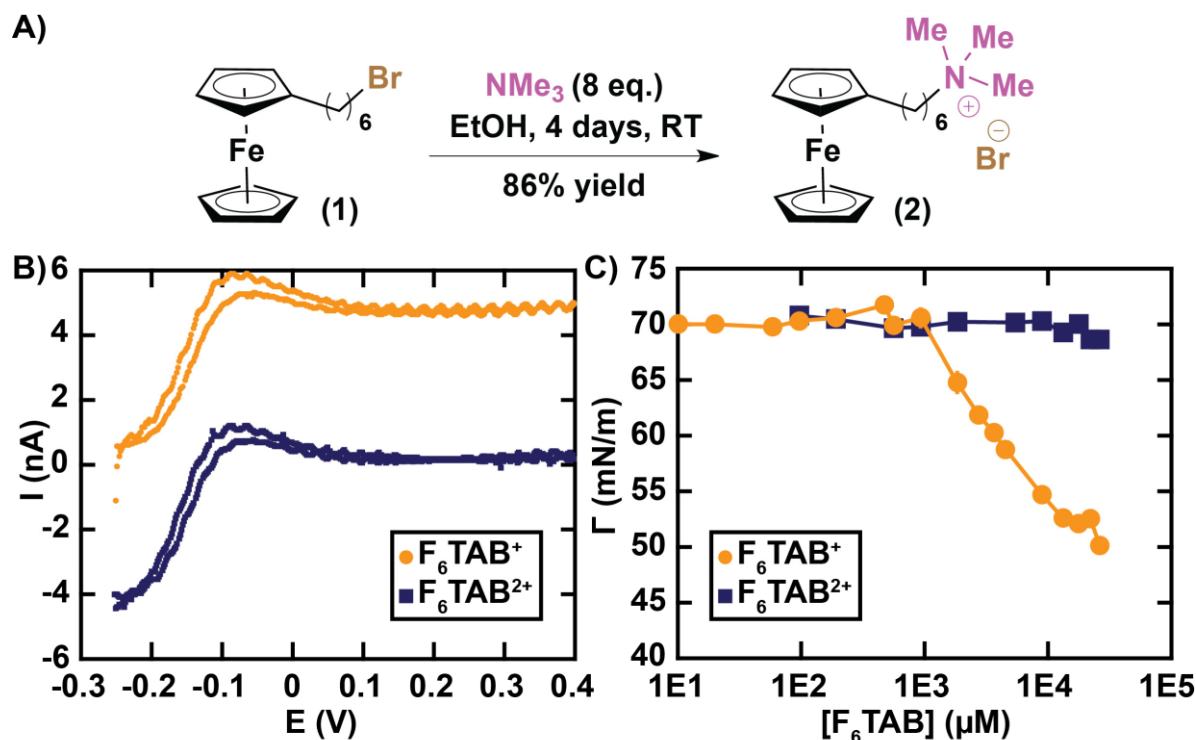 A)
Br
6
Fe
(1)
NMe₃ (8 eq.)
EtOH, 4 days, RT
86% yield
Me
Me
N
Me
⊕
6
⊖
Br
Fe
(2)
B)
6
4
2
0
-2
-4
-6
I (nA)
F₆TAB⁺
F₆TAB²⁺
-0.3 -0.2 -0.1 0 0.1 0.2 0.3 0.4
E (V)
C)
75
70
65
60
55
50
45
40
Γ (mN/m)
F₆TAB⁺
F₆TAB²⁺
1E1 1E2 1E3 1E4 1E5
[F₆TAB] (µM)